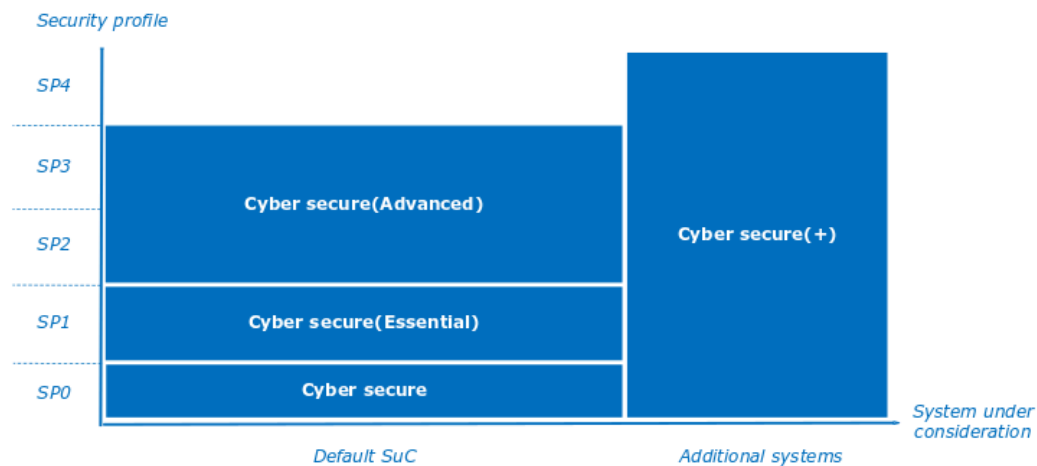 Security profile
SP4
SP3
Cyber secure(Advanced)
SP2
Cyber secure(+)
SP1
Cyber secure(Essential)
SP0
Cyber secure
System under
consideration
Default SuC
Additional systems